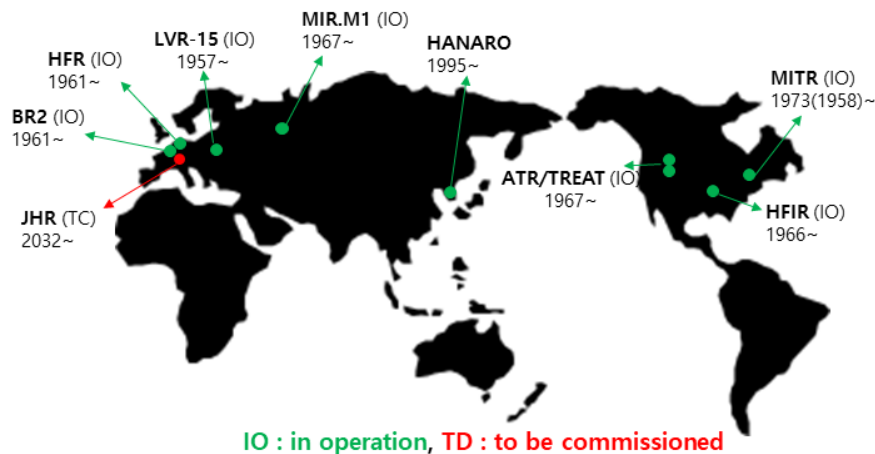 MIR.M1 (IO)
1967~
LVR-15 (IO)
1957~
HANARO
1995~
HFR (IO)
1961~
MITR (IO)
1973(1958)~
BR2 (IO)
1961~
ATR/TREAT (IO)
1967~
JHR (TC)
2032~
HFIR (IO)
1966~
IO : in operation, TD : to be commissioned